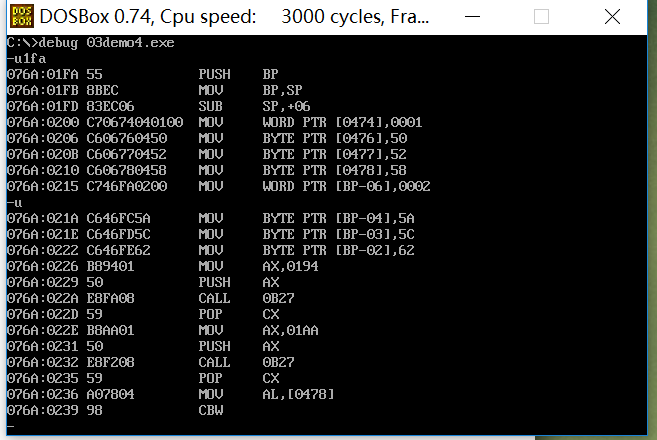 DOS BOX DOSBox 0.74, Cpu speed: 3000 cycles, Fra...
C:\>debug 03demo4.exe
-u1fa
076A:01FA 55 PUSH BP
076A:01FB 8BEC MOV BP,SP
076A:01FD 83EC06 SUB SP,+06
076A:0200 C70674040100 MOV WORD PTR [0474],0001
076A:0206 C606760450 MOV BYTE PTR [0476],50
076A:020B C606770452 MOV BYTE PTR [0477],52
076A:0210 C606780458 MOV BYTE PTR [0478],58
076A:0215 C746FA0200 MOV WORD PTR [BP-06],0002
-u
076A:021A C646FC5A MOV BYTE PTR [BP-04],5A
076A:021E C646FD5C MOV BYTE PTR [BP-03],5C
076A:0222 C646FE62 MOV BYTE PTR [BP-02],62
076A:0226 B89401 MOV AX,0194
076A:0229 50 PUSH AX
076A:022A E8FA08 CALL 0B27
076A:022D 59 POP CX
076A:022E B8AA01 MOV AX,01AA
076A:0231 50 PUSH AX
076A:0232 E8F208 CALL 0B27
076A:0235 59 POP CX
076A:0236 A07804 MOV AL,[0478]
076A:0239 98 CBW
-